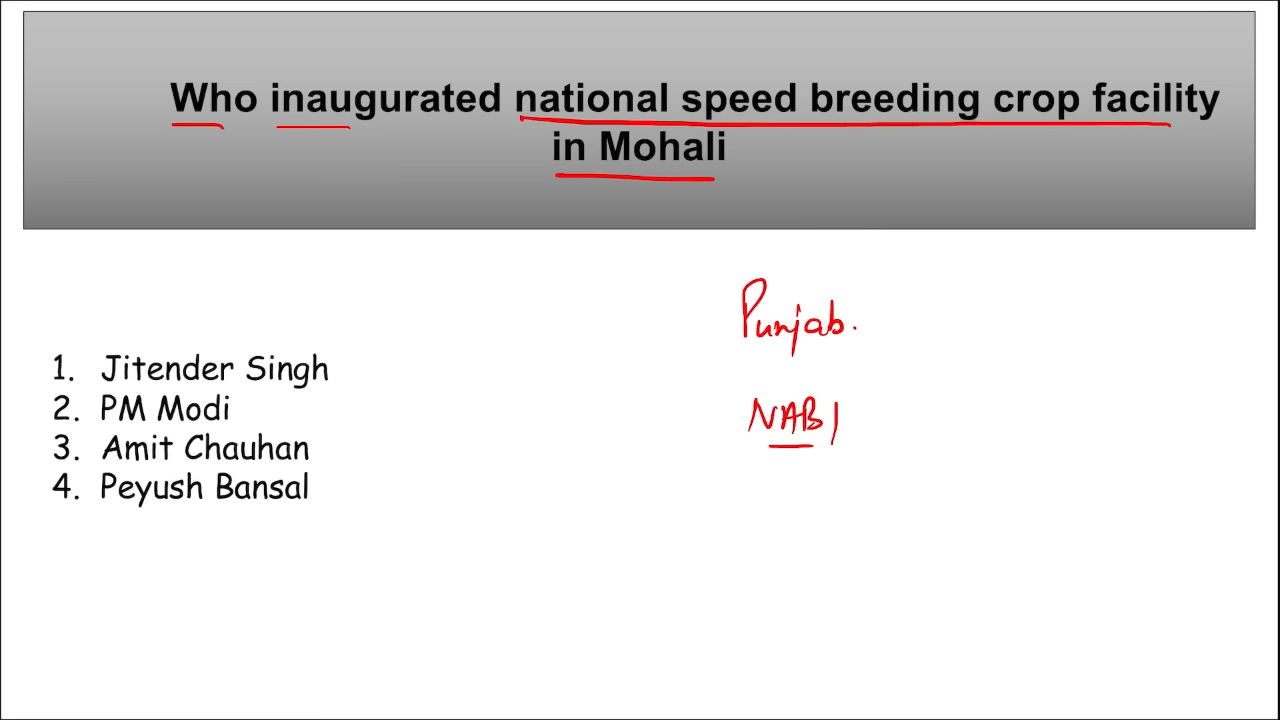 Who inaugurated national speed breeding crop facility
in Mohali
Punjab.
1. Jitender Singh
2. PM Modi
NABI
3. Amit Chauhan
4. Peyush Bansal